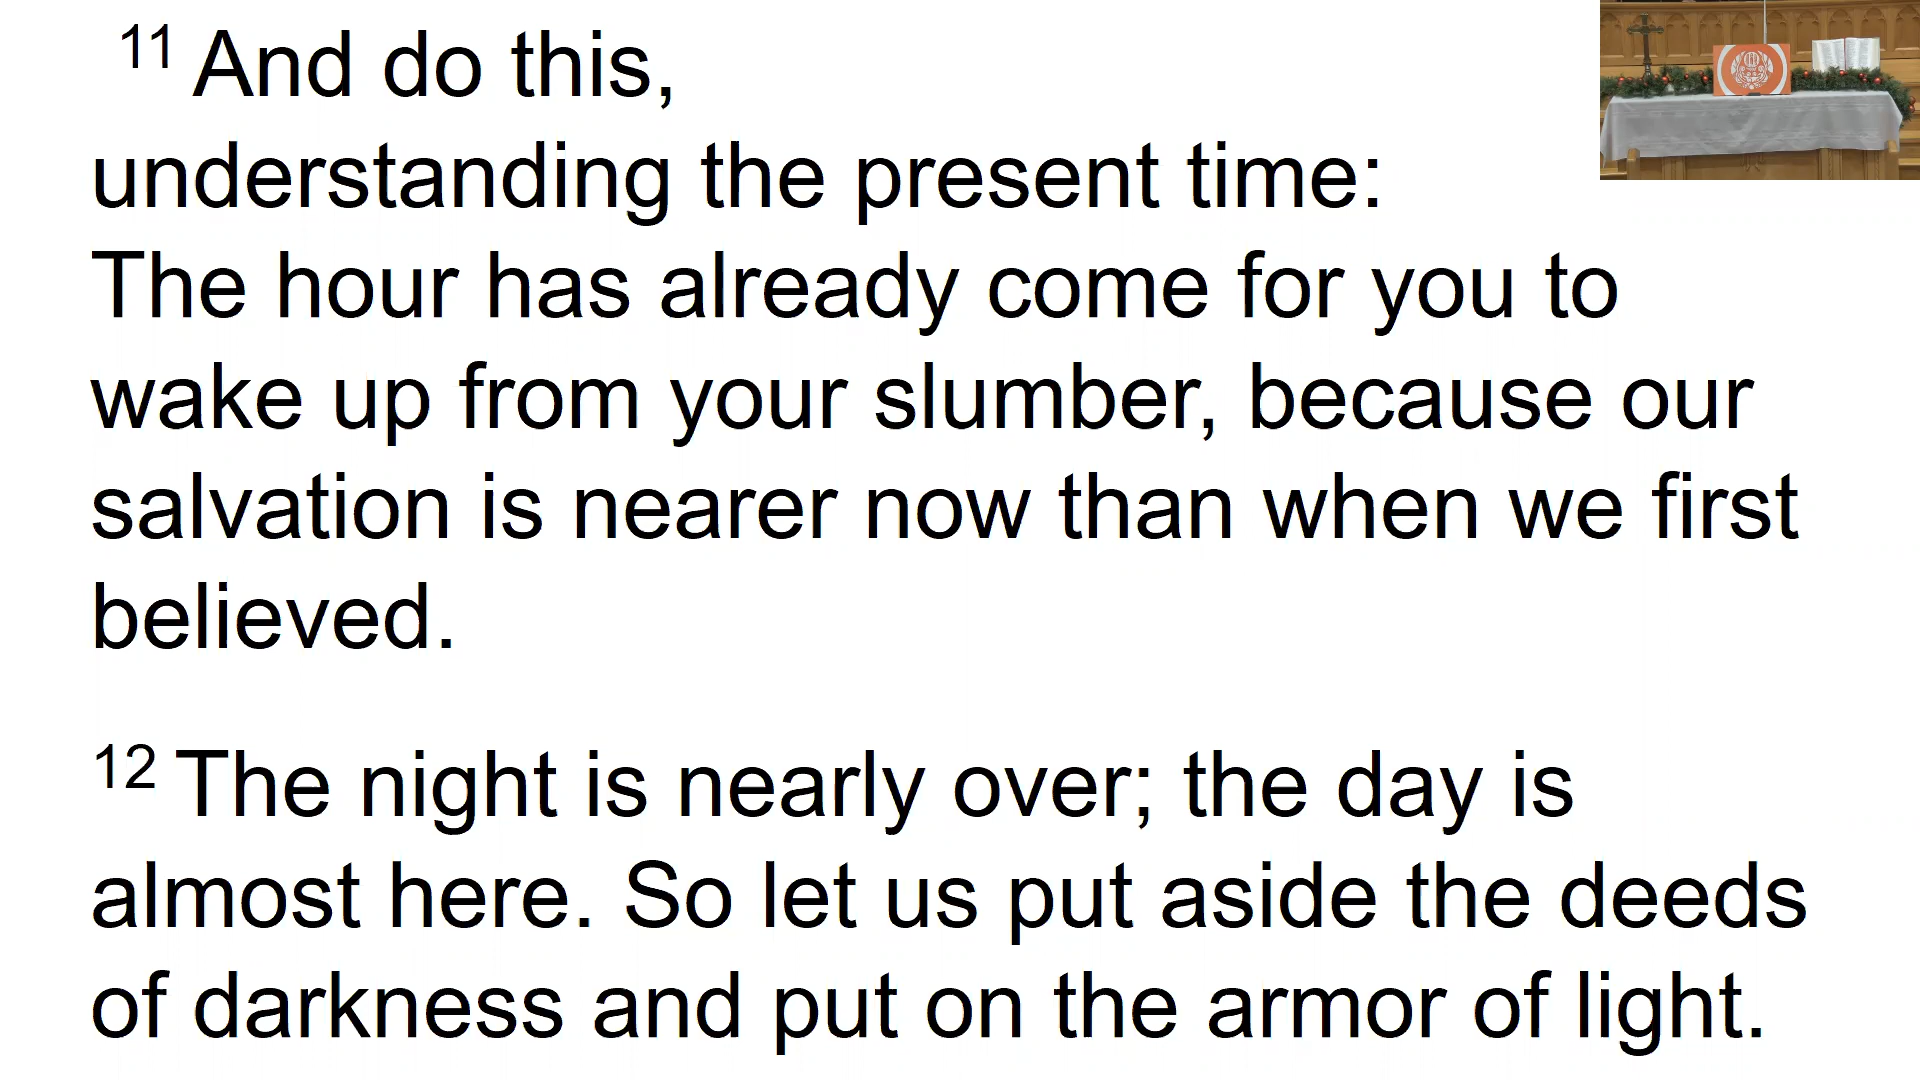 11 And do this,
understanding the present time:
The hour has already come for you to
wake up from your slumber, because our
salvation is nearer now than when we first
believed.
12 The night is nearly over; the day is
almost here. So let us put aside the deeds
of darkness and put on the armor of light.